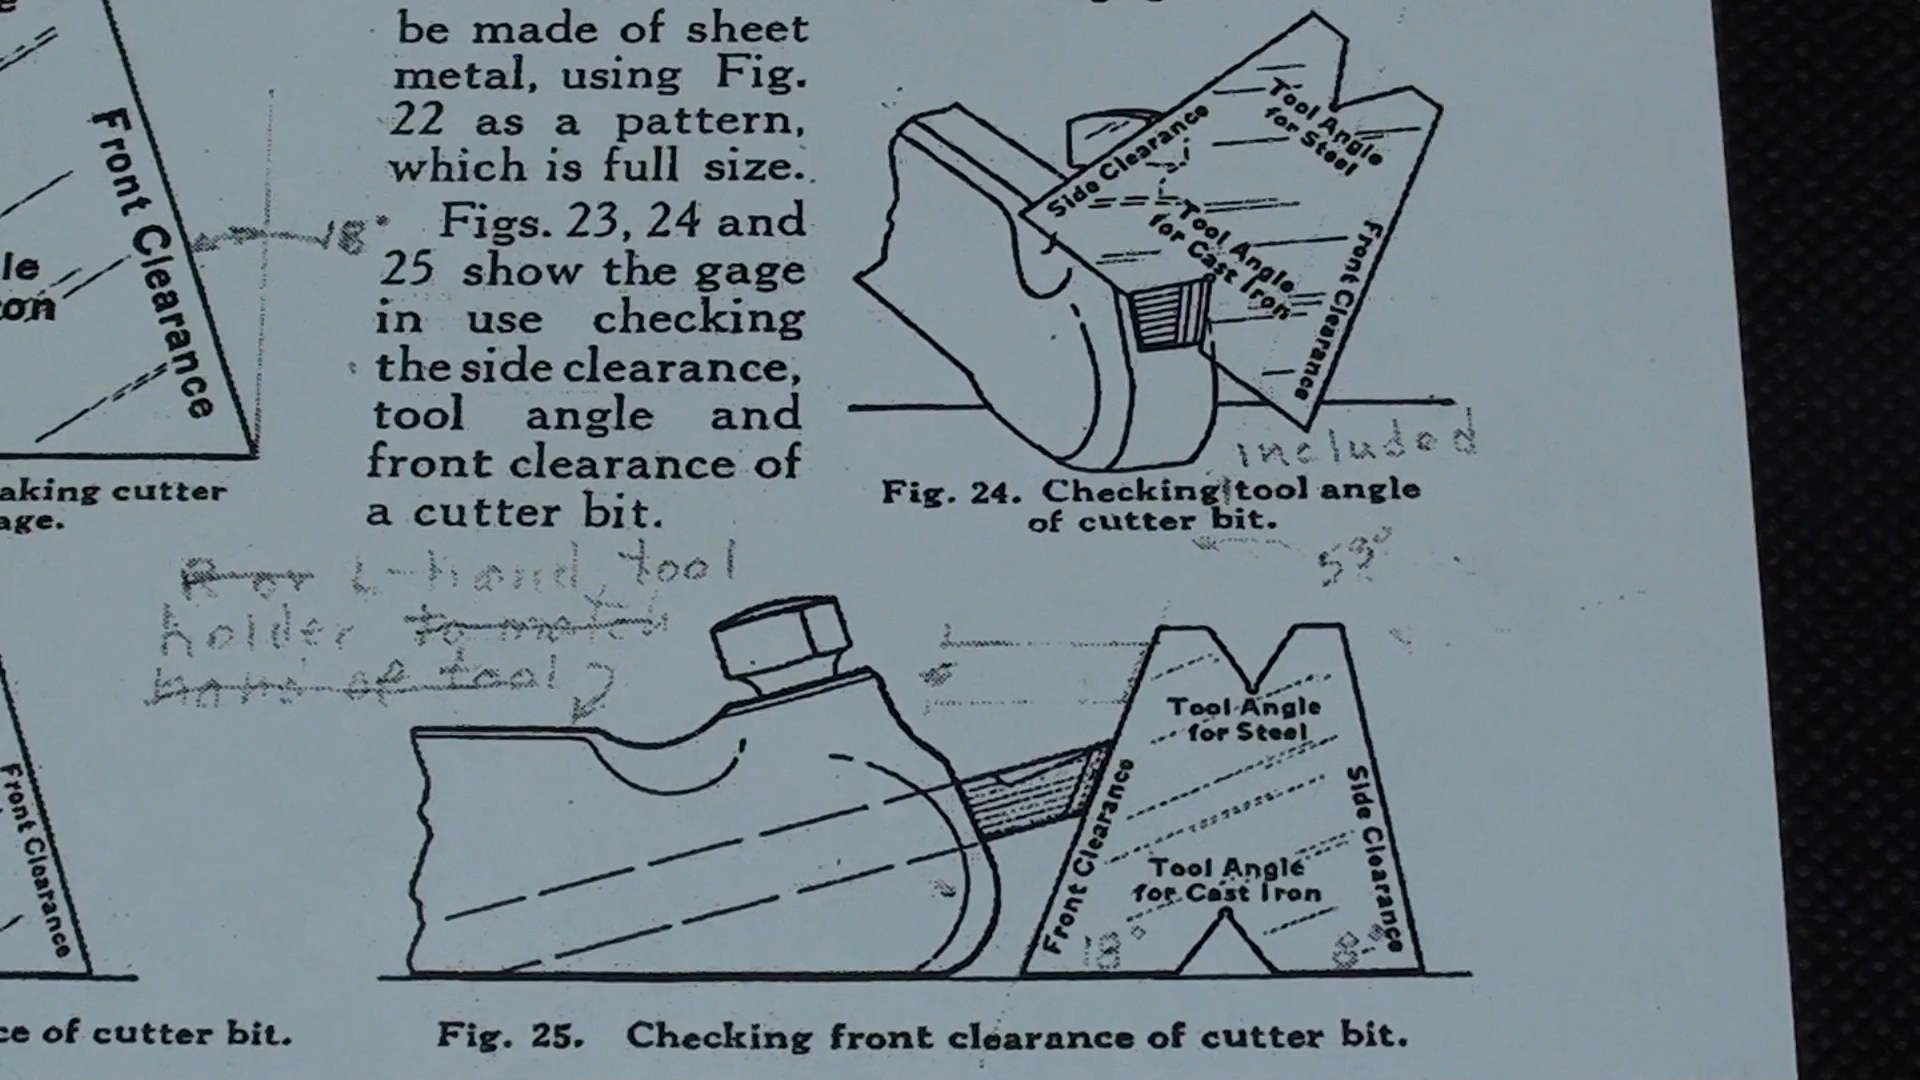 Front Clearance
le
on
18°
aking cutter
age.
be made of sheet
metal, using Fig.
22 as a pattern,
which is full size.
Figs. 23, 24 and
25 show the gage
in use checking
the side clearance,
tool angle and
front clearance of
a cutter bit.
Side Clearance
Tool Angle
for Steel
Tool Angle
for Cast Iron
Front Clearance
included
Fig. 24. Checking tool angle
of cutter bit.
R or L-hand tool
holder
Front Clearance
ce of cutter bit.
Tool Angle
for Steel
Front Clearance
Side Clearance
Tool Angle
for Cast Iron
18°
8°
Fig. 25. Checking front clearance of cutter bit.